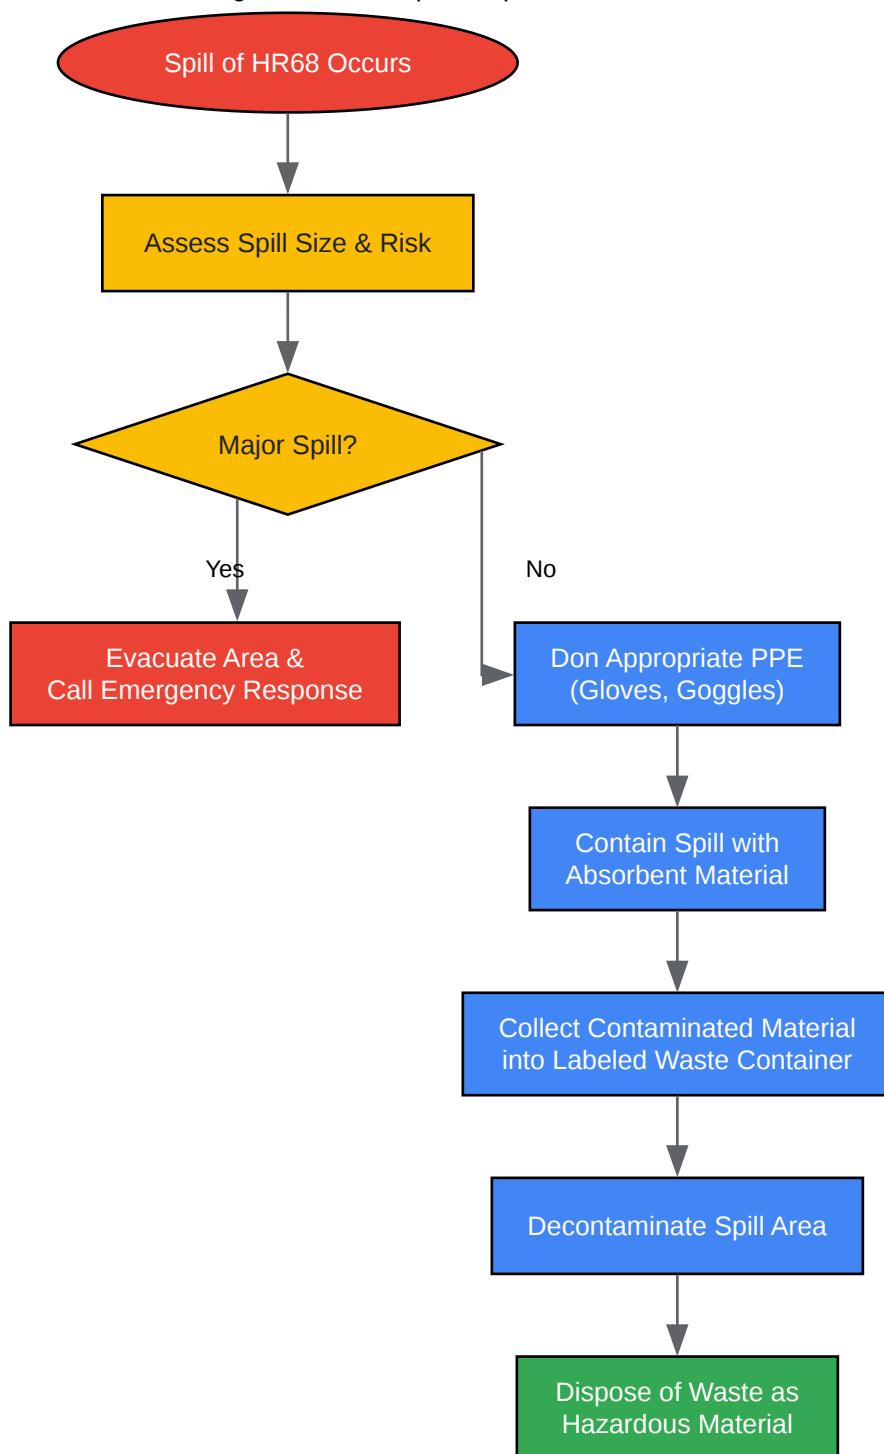 Spill of HR68 Occurs
Assess Spill Size & Risk
Major Spill?
Yes
No
Evacuate Area &
Call Emergency Response
Don Appropriate PPE
(Gloves, Goggles)
Contain Spill with
Absorbent Material
Collect Contaminated Material
into Labeled Waste Container
Decontaminate Spill Area
Dispose of Waste as
Hazardous Material